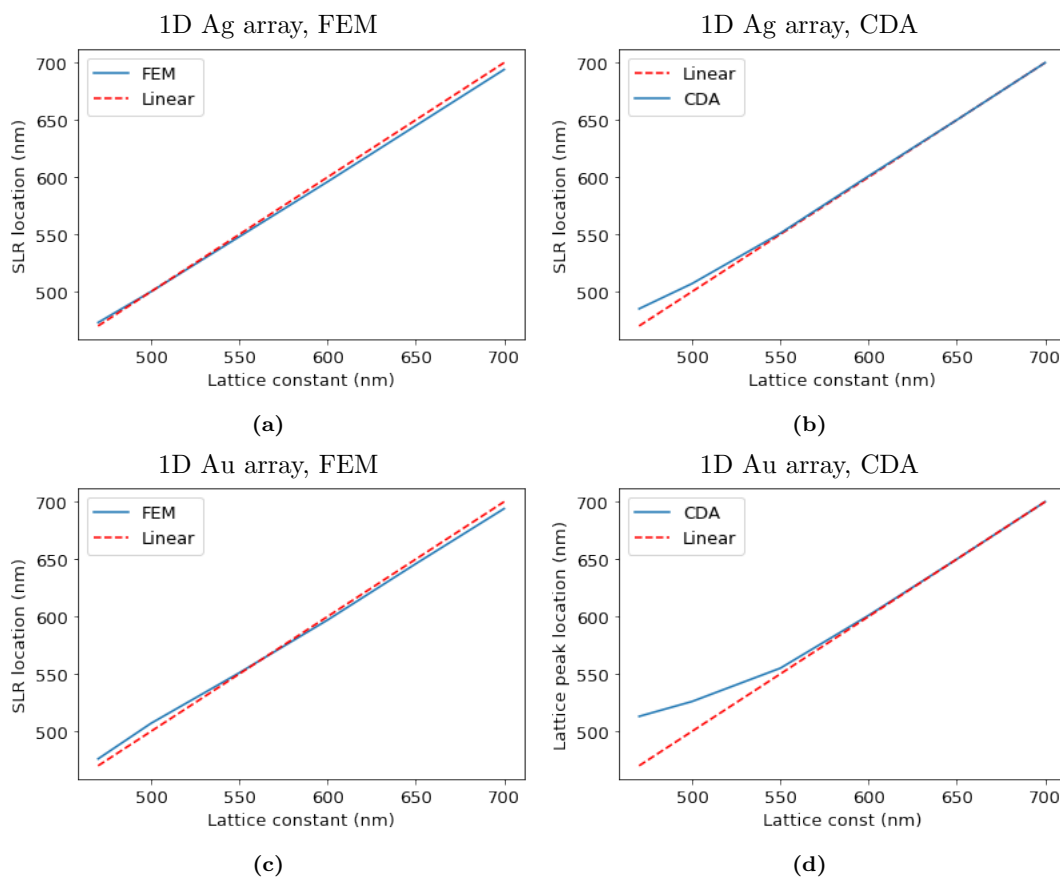 1D Ag array, FEM
700
650
600
550
500
SLR location (nm)
FEM
Linear
500 550 600 650 700
Lattice constant (nm)
(a)
1D Ag array, CDA
700
650
600
550
500
SLR location (nm)
Linear
CDA
500 550 600 650 700
Lattice constant (nm)
(b)
1D Au array, FEM
700
650
600
550
500
SLR location (nm)
FEM
Linear
500 550 600 650 700
Lattice constant (nm)
(c)
1D Au array, CDA
700
650
600
550
500
Lattice peak location (nm)
CDA
Linear
500 550 600 650 700
Lattice const (nm)
(d)